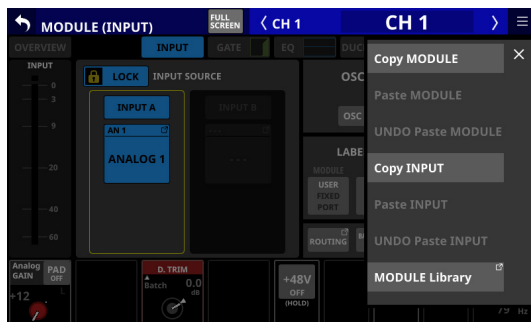 MODULE (INPUT)
FULL
SCREEN
CH 1
CH 1
OVERVIEW
INPUT
GATE
EQ
DUC
INPUT
0
3
9
20
40
60
LOCK
INPUT SOURCE
INPUT A
AN 1
ANALOG 1
INPUT B
---
---
OSC
OSC
LABE
MODULE
USER
FIXED
PORT
ROUTING
Copy MODULE
Paste MODULE
UNDO Paste MODULE
Copy INPUT
Paste INPUT
UNDO Paste INPUT
MODULE Library
Analog
GAIN
PAD
OFF
+12
D. TRIM
Batch
0.0
dB
+48V
OFF
(HOLD)
79 Hz